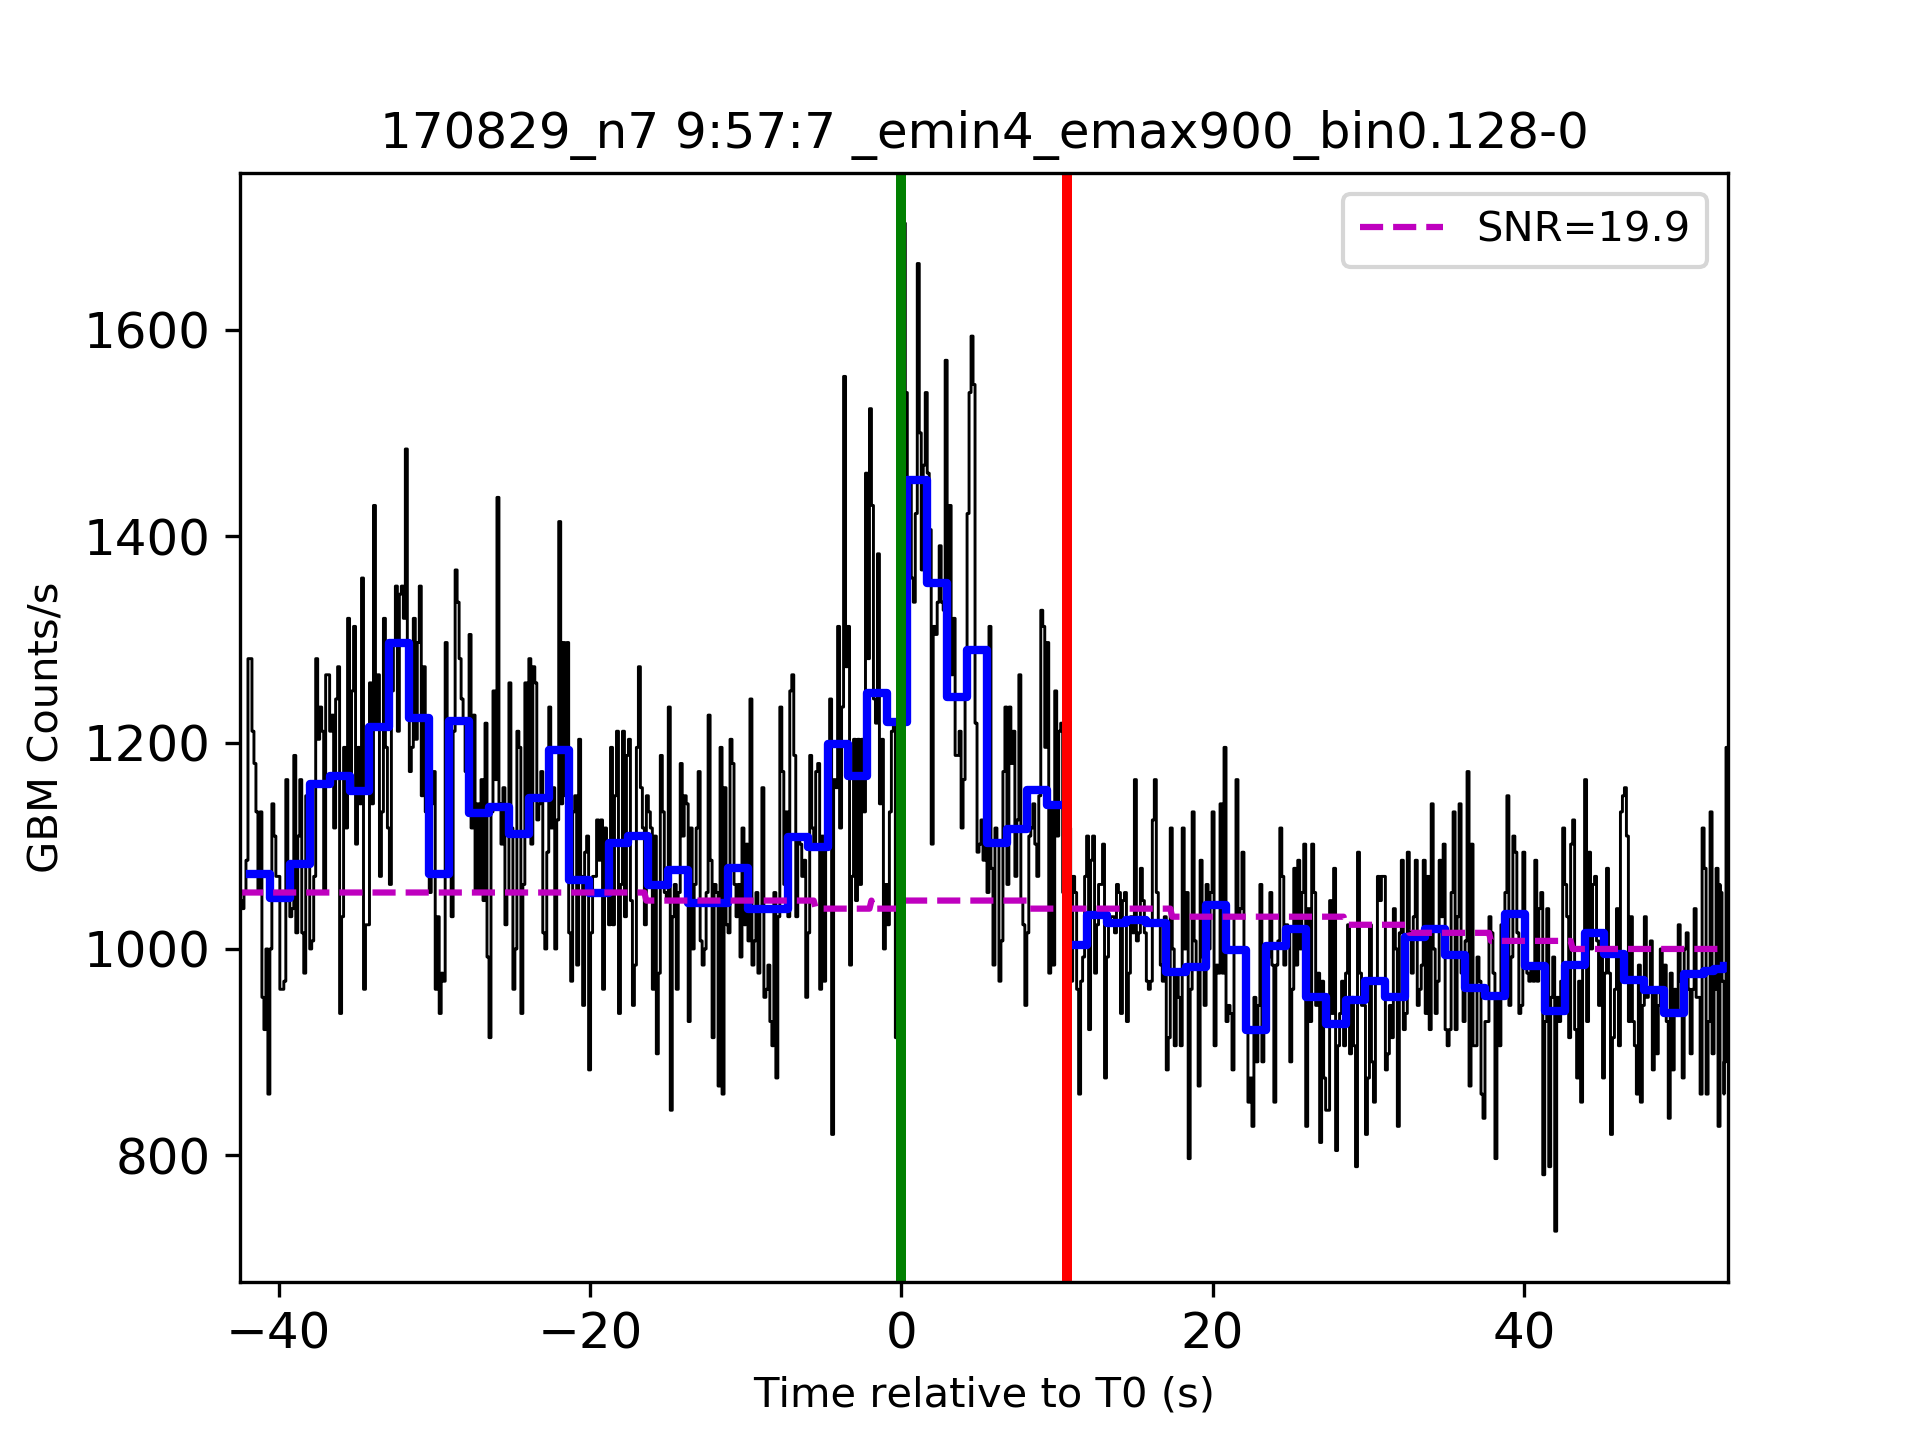 170829_n7 9:57:7 _emin4_emax900_bin0.128-0
SNR=19.9
GBM Counts/s
1600
1400
1200
1000
800
−40 −20 0 20 40
Time relative to T0 (s)